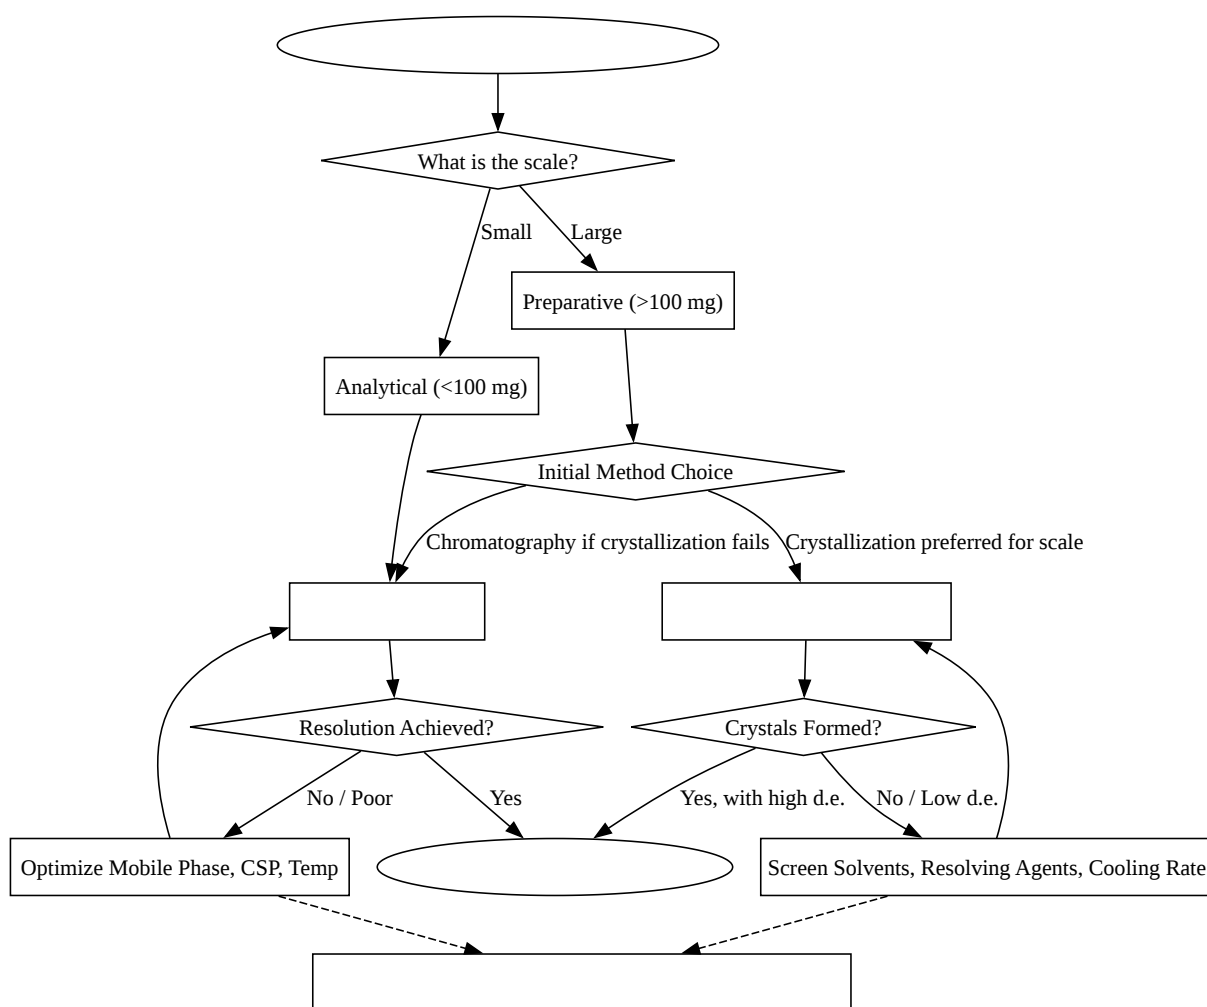 What is the scale?
Small
Large
Preparative (>100 mg)
Analytical (<100 mg)
Initial Method Choice
Chromatography if crystallization fails
Crystallization preferred for scale
Resolution Achieved?
Crystals Formed?
No / Poor
Yes
Yes, with high d.e.
No / Low d.e.
Optimize Mobile Phase, CSP, Temp
Screen Solvents, Resolving Agents, Cooling Rate